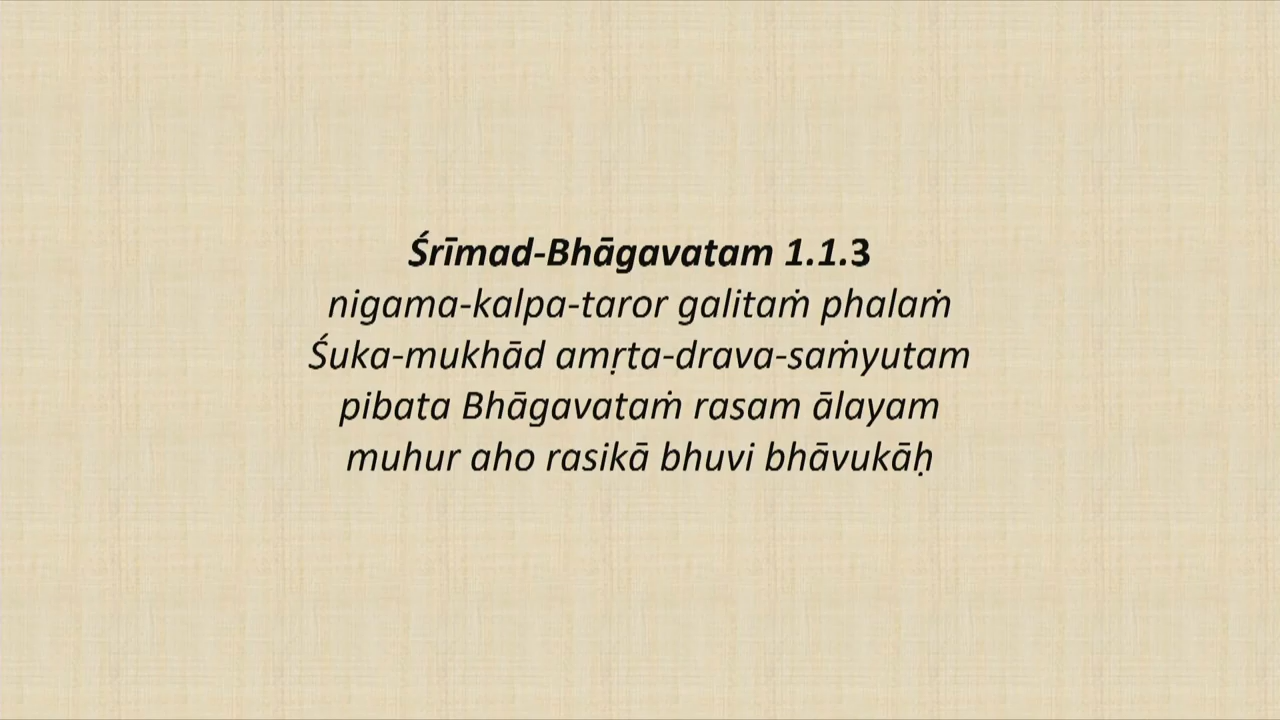 Śrīmad-Bhāgavatam 1.1.3
nigama-kalpa-taror galitaṁ phalaṁ
Śuka-mukhād amṛta-drava-saṁyutam
pibata Bhāgavataṁ rasam ālayam
muhur aho rasikā bhuvi bhāvukāḥ